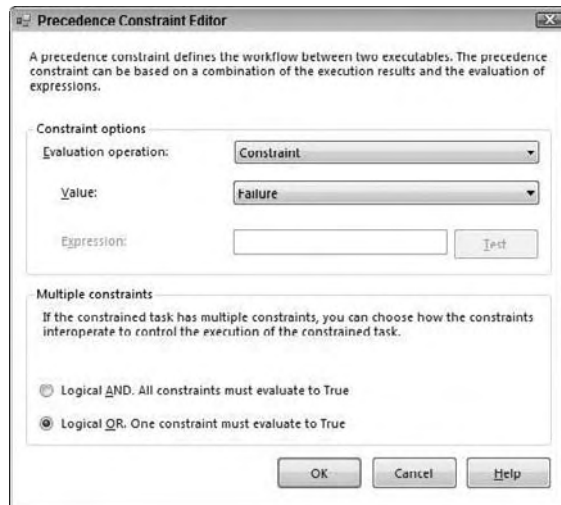 Precedence Constraint Editor
A precedence constraint defines the workflow between two executables. The precedence
constraint can be based on a combination of the execution results and the evaluation of
expressions.
Constraint options
Evaluation operation:
Constraint
Value:
Failure
Expression:
Test
Multiple constraints
If the constrained task has multiple constraints, you can choose how the constraints
interoperate to control the execution of the constrained task.
Logical AND. All constraints must evaluate to True
Logical OR. One constraint must evaluate to True
OK
Cancel
Help